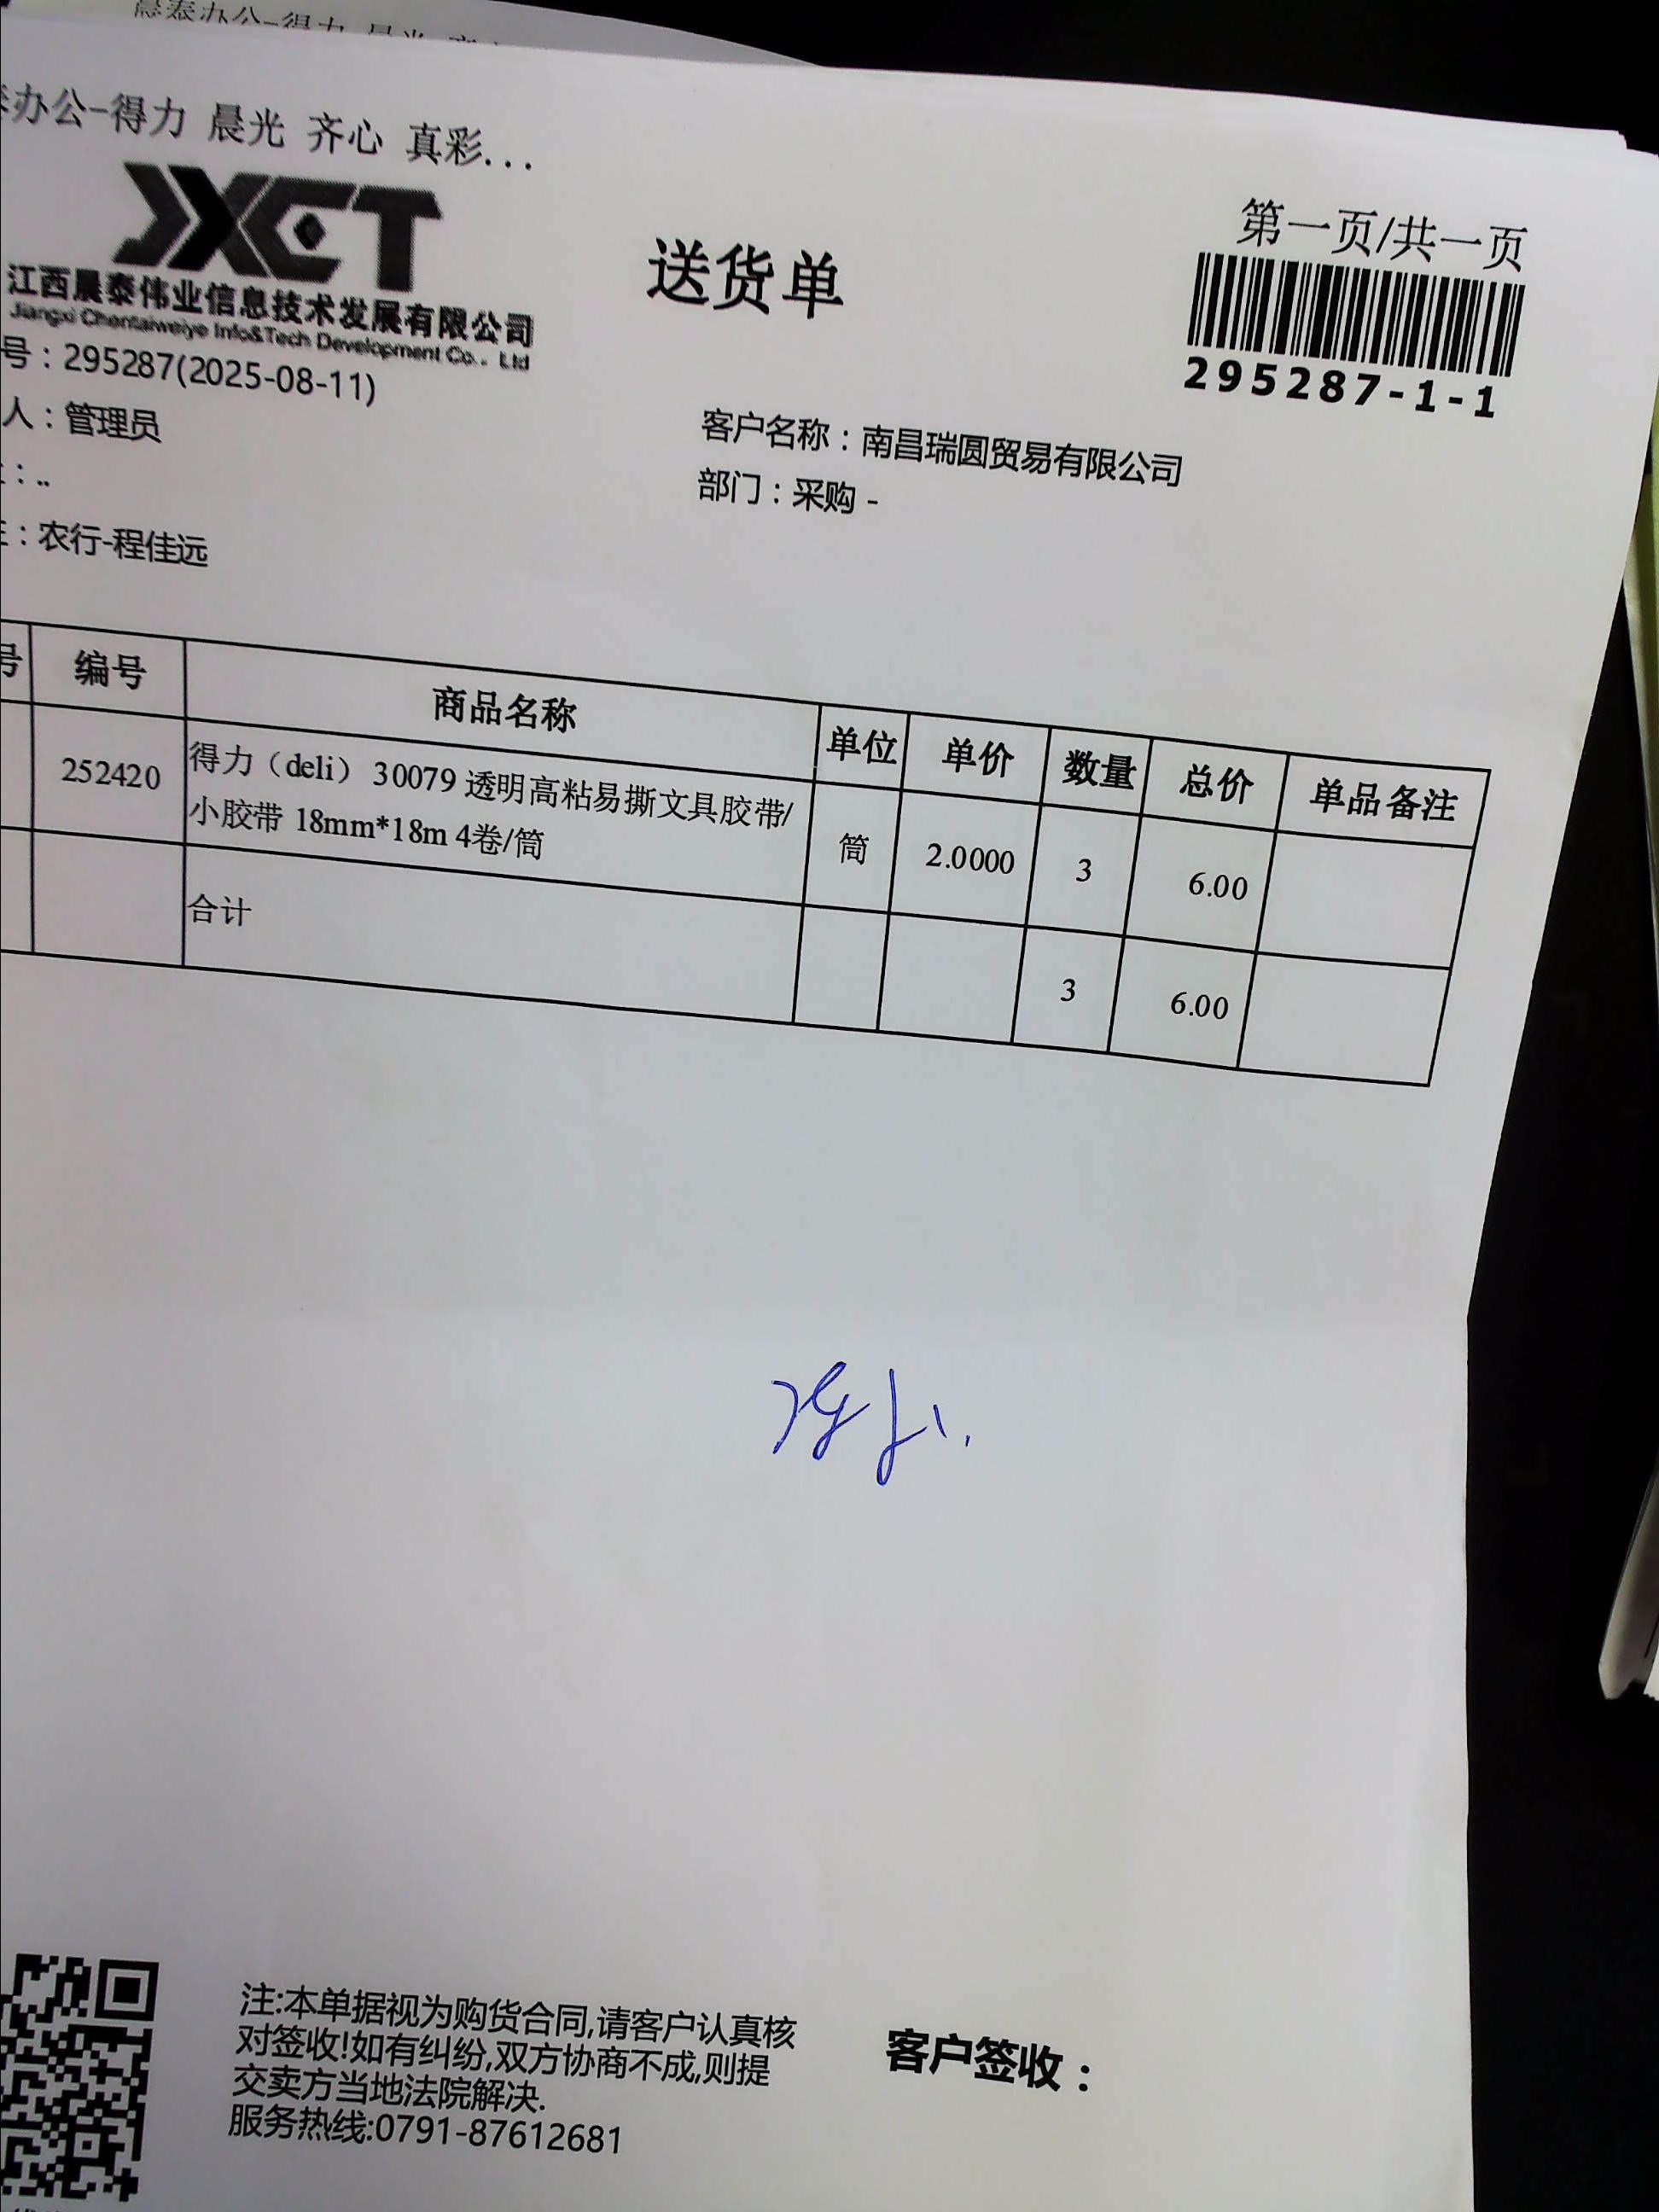 办公-得力 晨光 齐心 真彩...
JXCT
江西晨泰伟业信息技术发展有限公司
Jiangxi Chentaiweiye Info&Tech Development Co.. Ltd
送货单
第一页/共一页
295287-1-1
号：295287(2025-08-11)
人：管理员
客户名称：南昌瑞圆贸易有限公司
：..
部门：采购 -
：农行-程佳远
号 编号 商品名称 单位 单价 数量 总价 单品备注
252420 得力（deli） 30079 透明高粘易撕文具胶带/
小胶带 18mm*18m 4卷/筒 筒 2.0000 3 6.00
合计 3 6.00
注:本单据视为购货合同,请客户认真核
对签收!如有纠纷,双方协商不成,则提
交卖方当地法院解决.
服务热线:0791-87612681
客户签收：